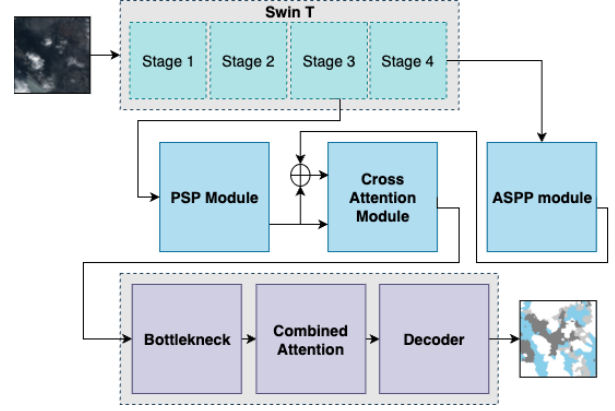 Swin T
Stage 1
Stage 2
Stage 3
Stage 4
PSP Module
Cross
Attention
Module
ASPP module
Bottlekneck
Combined
Attention
Decoder